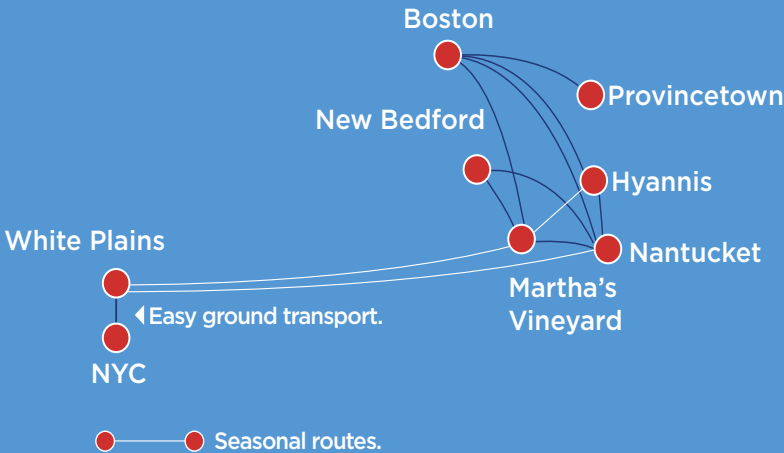 Boston
Provincetown
New Bedford
Hyannis
White Plains
Nantucket
Martha's
Vineyard
Easy ground transport.
NYC
Seasonal routes.